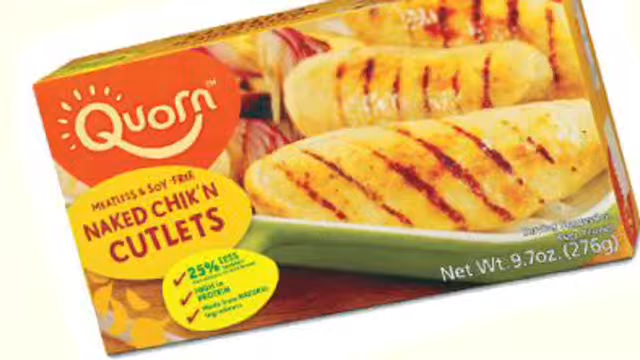 Quorn™
MEATLESS & SOY-FREE
NAKED CHIK'N
CUTLETS
25% LESS
HIGH in
PROTEIN
Made from NATURAL
Ingredients
Net Wt. 9.7oz. (276g)